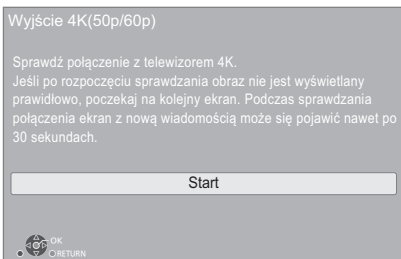 Wyjście 4K(50p/60p)
Sprawdź połączenie z telewizorem 4K.
Jeśli po rozpoczęciu sprawdzania obraz nie jest wyświetlany
prawidłowo, poczekaj na kolejny ekran. Podczas sprawdzania
połączenia ekran z nową wiadomością może się pojawić nawet po
30 sekundach.
Start
OK
RETURN